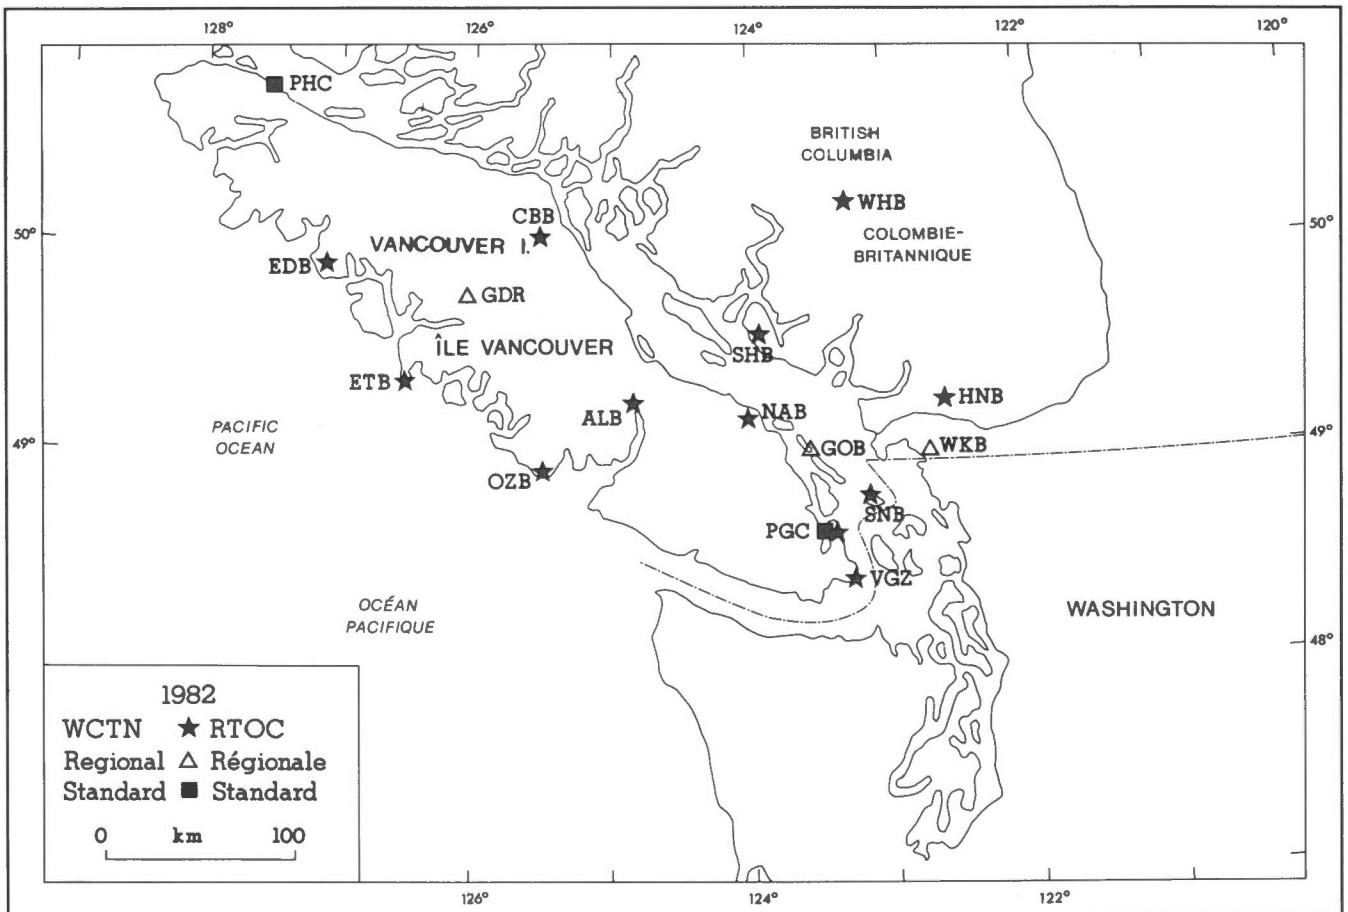 128°
126°
124°
122°
120°
PHC
BRITISH
COLUMBIA
WHB
CBB
COLOMBIE-
BRITANNIQUE
50°
50°
VANCOUVER I.
EDB
GDR
ÎLE VANCOUVER
SHB
ETB
HNB
ALB
NAB
PACIFIC
OCEAN
49°
49°
GOB
WKB
OZB
SNB
PGC
VGZ
OCÉAN
PACIFIQUE
WASHINGTON
48°
1982
WCTN ★ RTOC
Regional △ Régionale
Standard ■ Standard
0 km 100
126°
124°
122°